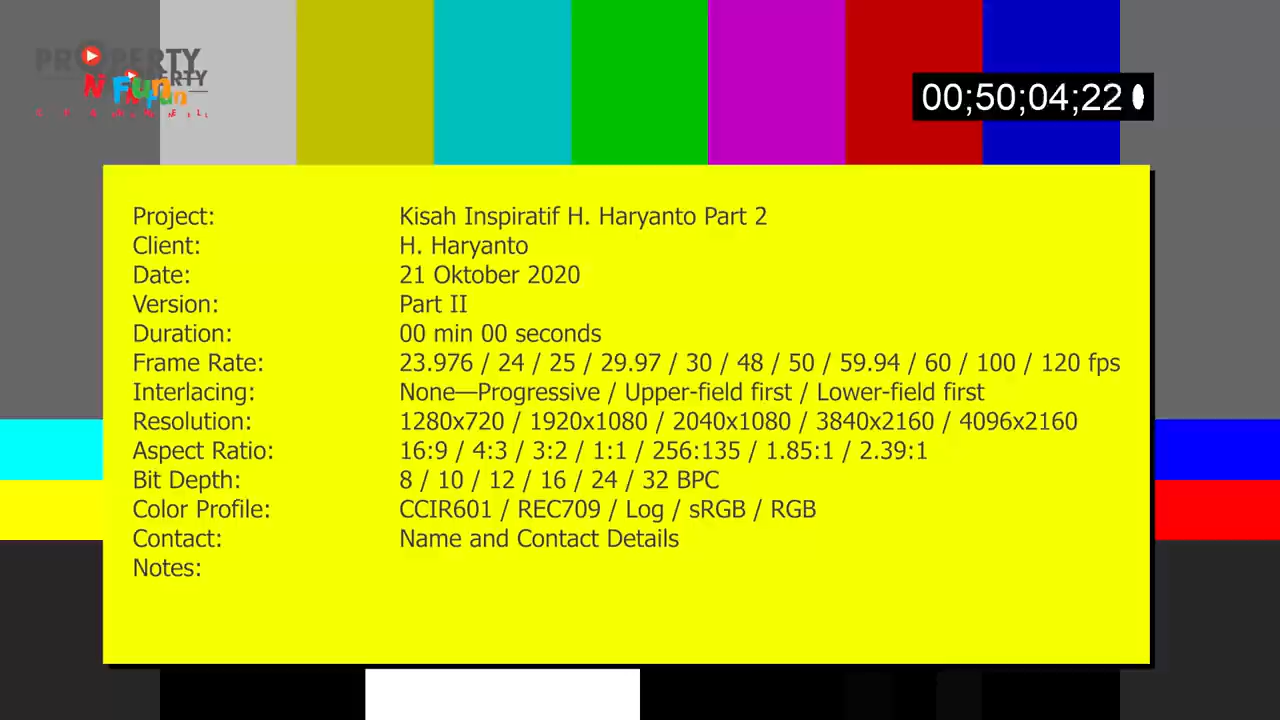 PROPERTY
N Fun
CHANNEL
00;50;04;22
Project: Kisah Inspiratif H. Haryanto Part 2
Client: H. Haryanto
Date: 21 Oktober 2020
Version: Part II
Duration: 00 min 00 seconds
Frame Rate: 23.976 / 24 / 25 / 29.97 / 30 / 48 / 50 / 59.94 / 60 / 100 / 120 fps
Interlacing: None—Progressive / Upper-field first / Lower-field first
Resolution: 1280x720 / 1920x1080 / 2040x1080 / 3840x2160 / 4096x2160
Aspect Ratio: 16:9 / 4:3 / 3:2 / 1:1 / 256:135 / 1.85:1 / 2.39:1
Bit Depth: 8 / 10 / 12 / 16 / 24 / 32 BPC
Color Profile: CCIR601 / REC709 / Log / sRGB / RGB
Contact: Name and Contact Details
Notes: